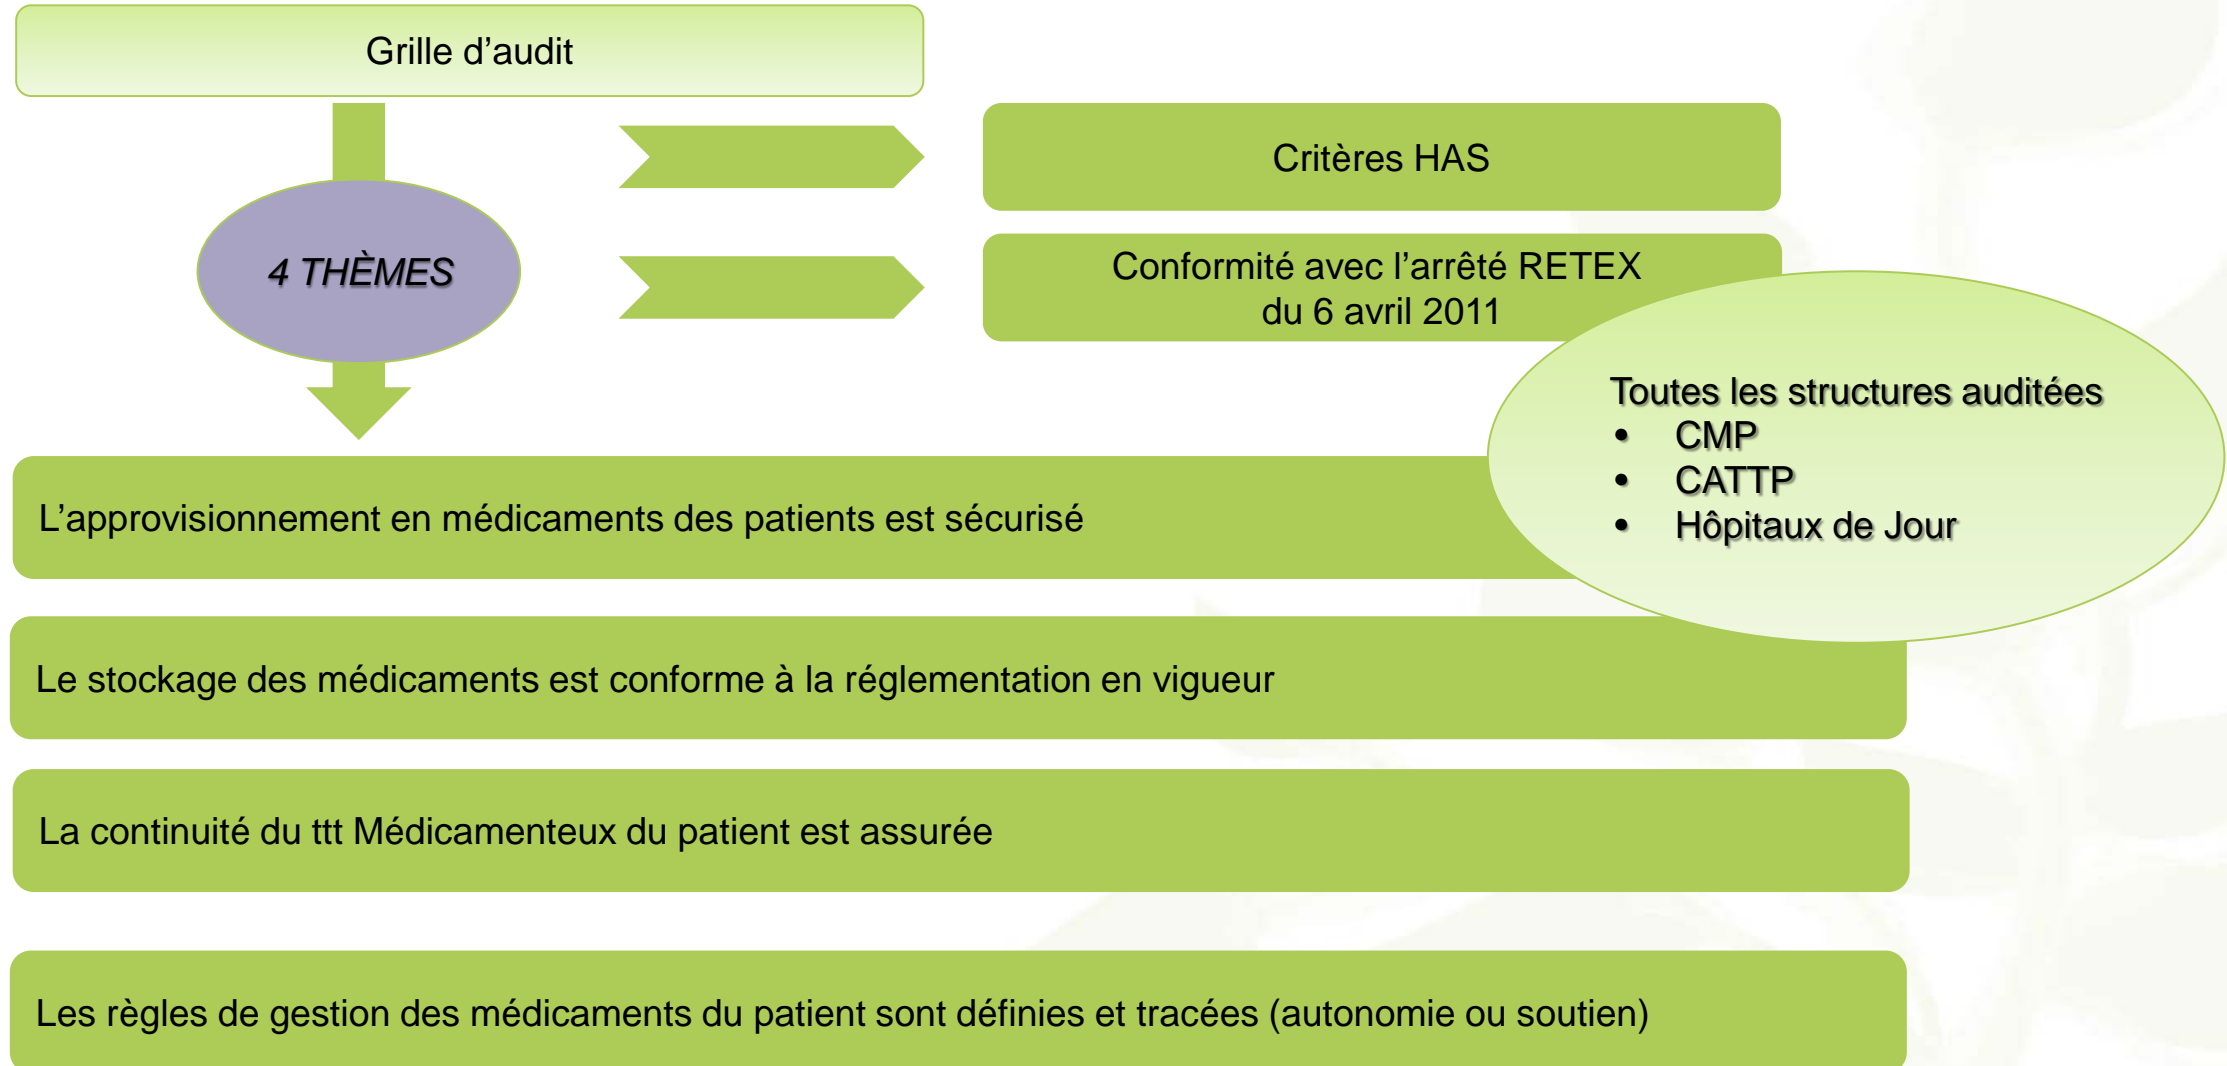 Grille d’audit
Critères HAS
4 THÈMES
Conformité avec l’arrêté RETEX
du 6 avril 2011
Toutes les structures auditées
• CMP
• CATTP
• Hôpitaux de Jour
L’approvisionnement en médicaments des patients est sécurisé
Le stockage des médicaments est conforme à la réglementation en vigueur
La continuité du ttt Médicamenteux du patient est assurée
Les règles de gestion des médicaments du patient sont définies et tracées (autonomie ou soutien)